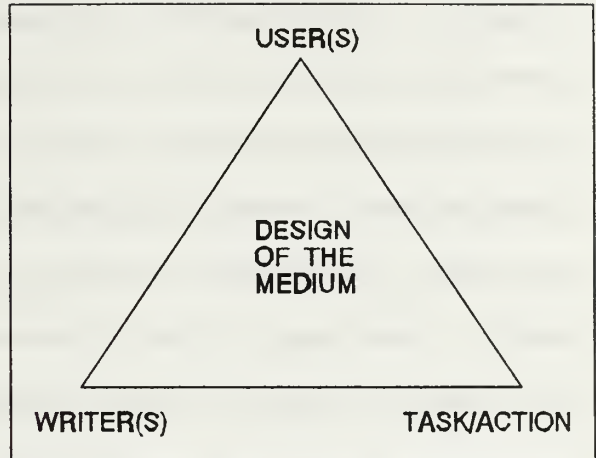 USER(S)
DESIGN
OF THE
MEDIUM
WRITER(S) TASK/ACTION